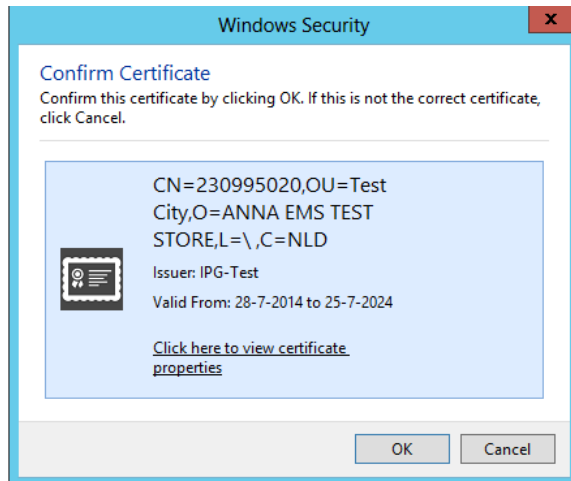 Windows Security
x
Confirm Certificate
Confirm this certificate by clicking OK. If this is not the correct certificate,
click Cancel.
CN=230995020,OU=Test
City,O=ANNA EMS TEST
STORE,L=\ ,C=NLD
Issuer: IPG-Test
Valid From: 28-7-2014 to 25-7-2024
Click here to view certificate
properties
OK
Cancel